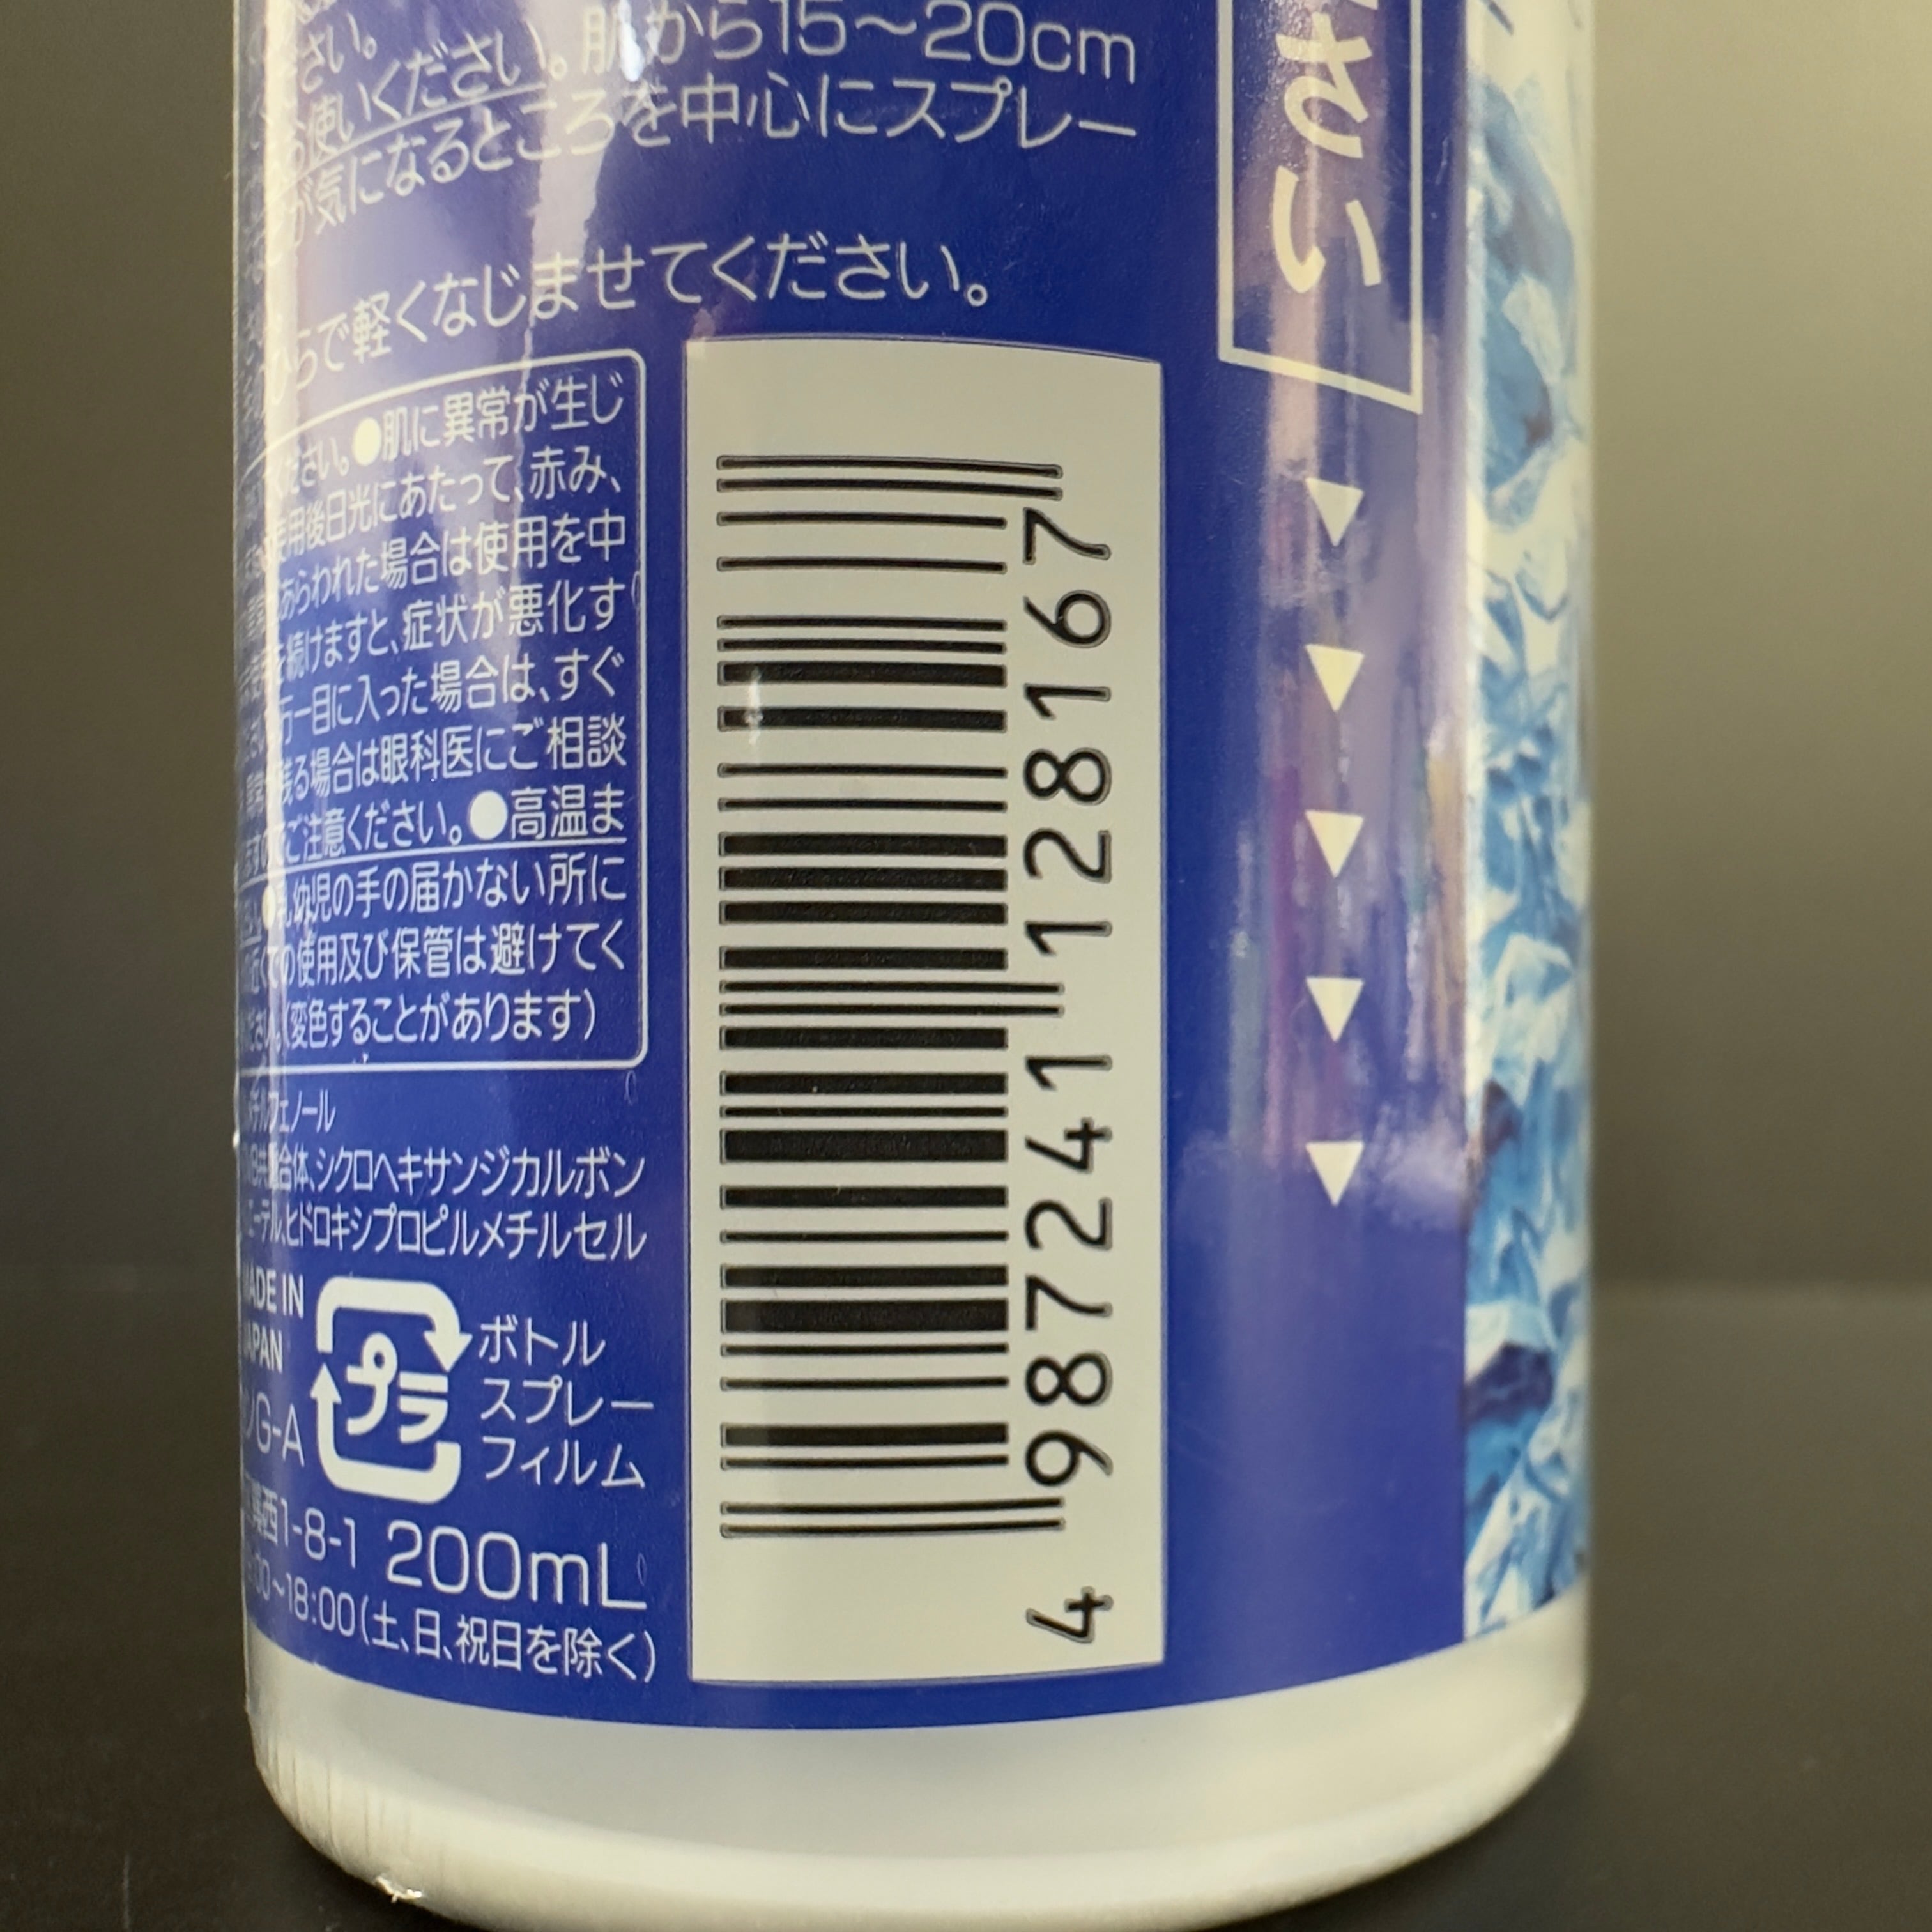 ださい。
お使いください。肌から15～20cm
が気になるところを中心にスプレー
ひらで軽くなじませてください。
ください。●肌に異常が生じ
使用後日光にあたって、赤み、
あらわれた場合は使用を中
を続けますと、症状が悪化す
万一目に入った場合は、すぐ
残る場合は眼科医にご相談
ご注意ください。●高温ま
●乳幼児の手の届かない所に
近くでの使用及び保管は避けてく
ださい。(変色することがあります)
チルフェノール
合体、シクロヘキサンジカルボン
エーテル、ヒドロキシプロピルメチルセル
MADE IN
JAPAN
プラ
ボトル
スプレー
フィルム
G-A
西1-8-1 200mL
00~18:00(土、日、祝日を除く)
4 987241 128167
さい